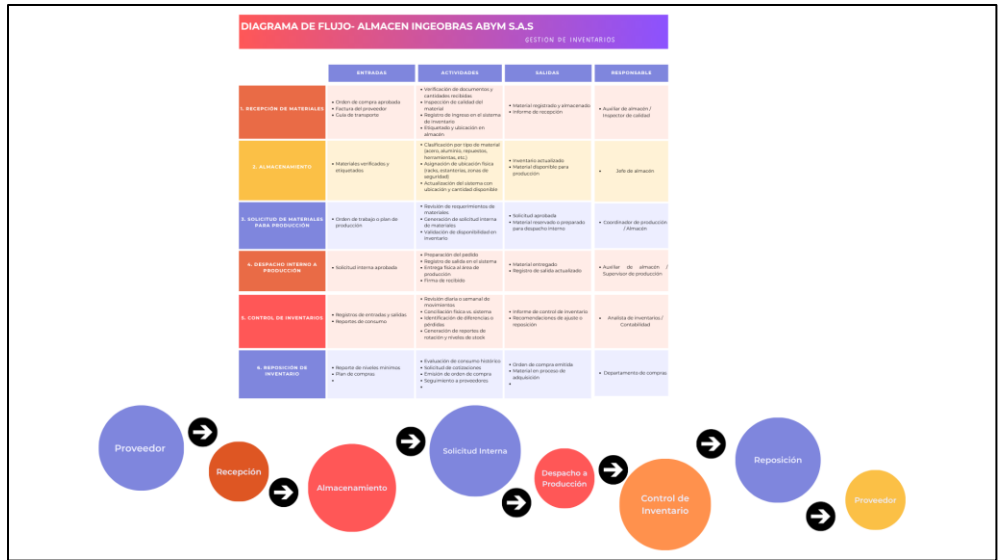 DIAGRAMA DE FLUJO- ALMACEN INGEOBRAS ABYM S.A.S
GESTION DE INVENTARIOS
ENTRADAS
ACTIVIDADES
SALIDAS
RESPONSABLE
1. RECEPCIÓN DE MATERIALES
• Orden de compra aprobada
• Factura del proveedor
• Guía de transporte
• Verificación de documentos y
cantidades recibidas
• Inspección de calidad del
material
• Registro de ingreso en el sistema
de inventario
• Etiquetado y ubicación en
almacén
• Material registrado y almacenado
• Informe de recepción
• Auxiliar de almacén /
Inspector de calidad
2. ALMACENAMIENTO
• Materiales verificados y
etiquetados
• Clasificación por tipo de material
(acero, aluminio, repuestos,
herramientas, etc.)
• Asignación de ubicación física
(racks, estanterías, zonas de
seguridad)
• Actualización del sistema con
ubicación y cantidad disponible
• Inventario actualizado
• Material disponible para
producción
• Jefe de almacén
3. SOLICITUD DE MATERIALES
PARA PRODUCCIÓN
• Orden de trabajo o plan de
producción
• Revisión de requerimientos de
materiales
• Generación de solicitud interna
de materiales
• Validación de disponibilidad en
inventario
• Solicitud aprobada
• Material reservado o preparado
para despacho interno
• Coordinador de producción
/ Almacén
4. DESPACHO INTERNO A
PRODUCCIÓN
• Solicitud interna aprobada
• Preparación del pedido
• Registro de salida en el sistema
• Entrega física al área de
producción
• Firma de recibido
• Material entregado
• Registro de salida actualizado
• Auxiliar de almacén /
Supervisor de producción
5. CONTROL DE INVENTARIOS
• Registros de entradas y salidas
• Reportes de consumo
• Revisión diaria o semanal de
movimientos
• Conciliación física vs. sistema
• Identificación de diferencias o
pérdidas
• Generación de reportes de
rotación y niveles de stock
• Informe de control de inventario
• Recomendaciones de ajuste o
reposición
• Analista de inventarios /
Contabilidad
6. REPOSICIÓN DE
INVENTARIO
• Reporte de niveles mínimos
• Plan de compras
•
• Evaluación de consumo histórico
• Solicitud de cotizaciones
• Emisión de orden de compra
• Seguimiento a proveedores
•
• Orden de compra emitida
• Material en proceso de
adquisición
•
• Departamento de compras
Proveedor
Recepción
Almacenamiento
Solicitud Interna
Despacho a
Producción
Control de
Inventario
Reposición
Proveedor